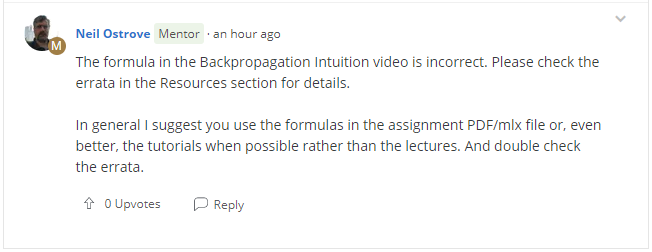 Neil Ostrove Mentor · an hour ago
M
The formula in the Backpropagation Intuition video is incorrect. Please check the
errata in the Resources section for details.
In general I suggest you use the formulas in the assignment PDF/mlx file or, even
better, the tutorials when possible rather than the lectures. And double check
the errata.
0 Upvotes Reply